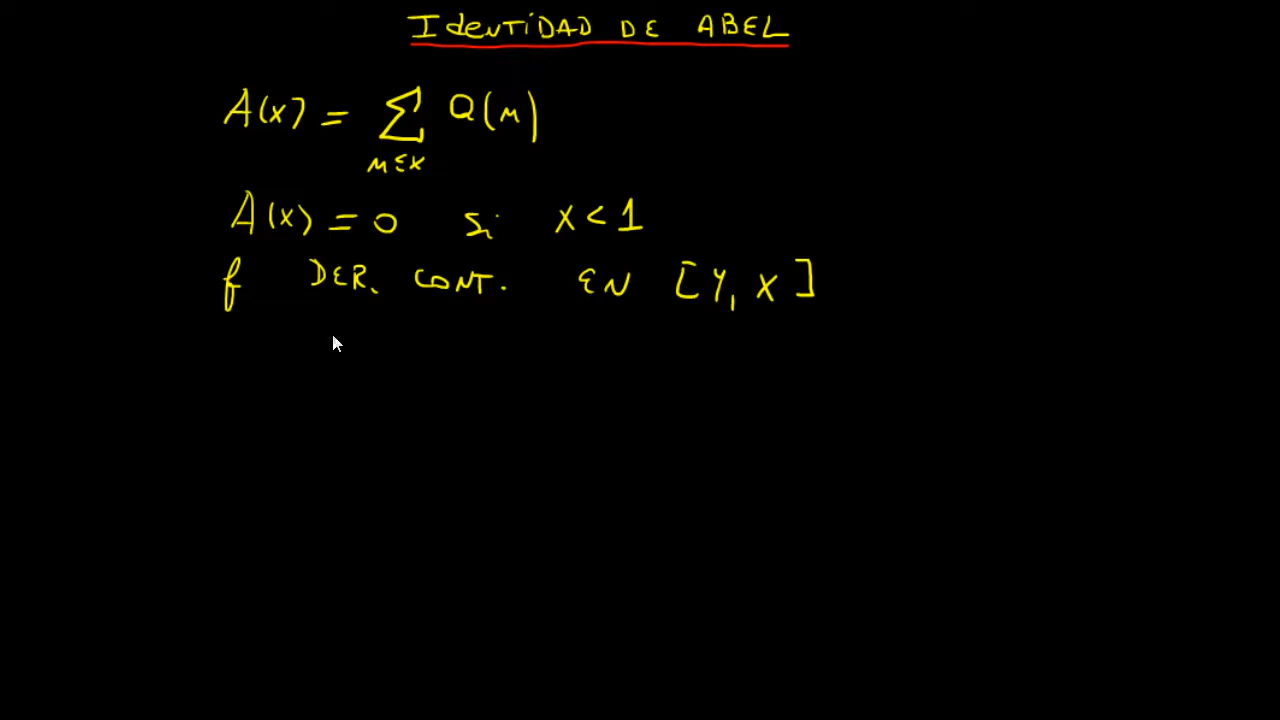 IDENTIDAD DE ABEL
A(x) = ∑ a(n)
n≤x
A(x) = 0 si x < 1
f DER. CONT. EN [y, x]